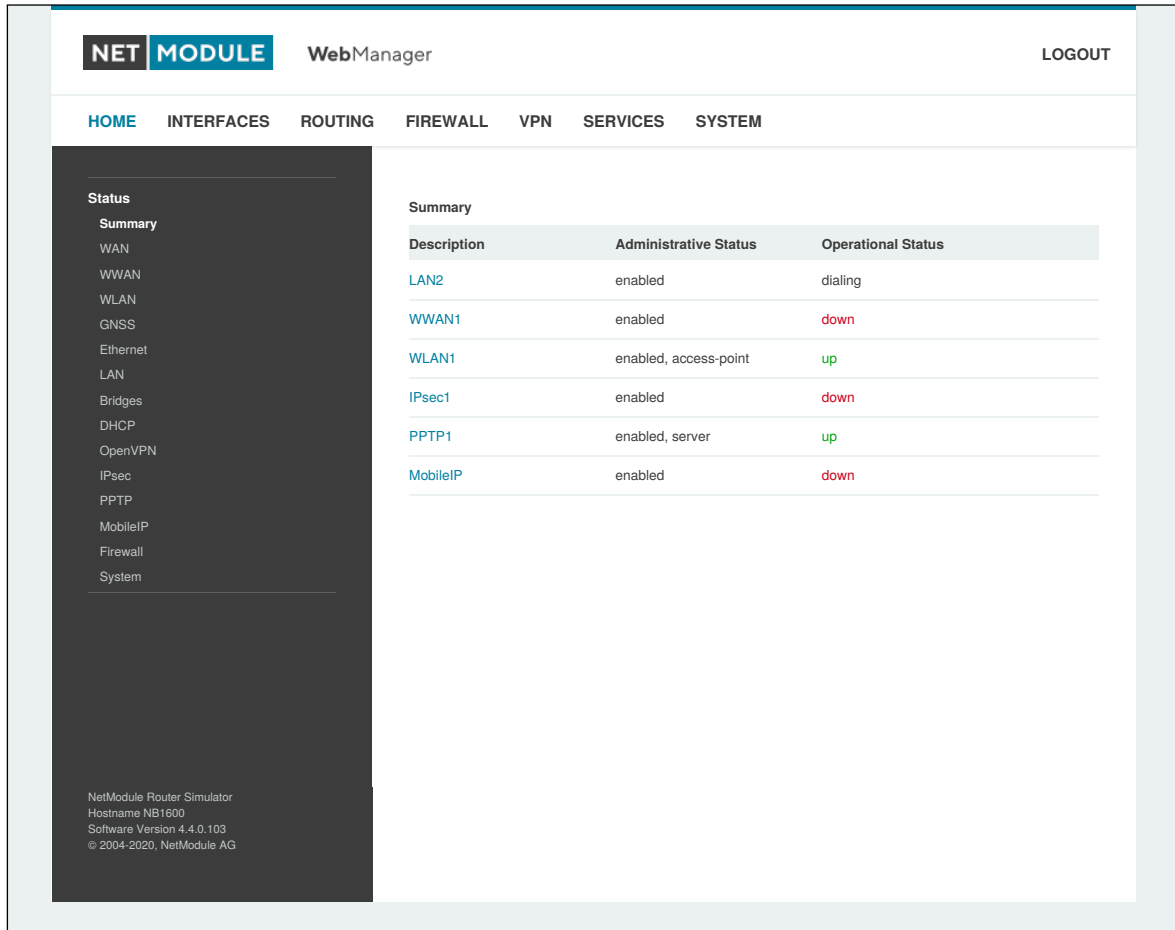 NET MODULE WebManager LOGOUT
HOME INTERFACES ROUTING FIREWALL VPN SERVICES SYSTEM
Status
Summary
WAN
WWAN
WLAN
GNSS
Ethernet
LAN
Bridges
DHCP
OpenVPN
IPsec
PPTP
MobileIP
Firewall
System
NetModule Router Simulator
Hostname NB1600
Software Version 4.4.0.103
© 2004-2020, NetModule AG
Summary
Description Administrative Status Operational Status
LAN2 enabled dialing
WWAN1 enabled down
WLAN1 enabled, access-point up
IPsec1 enabled down
PPTP1 enabled, server up
MobileIP enabled down